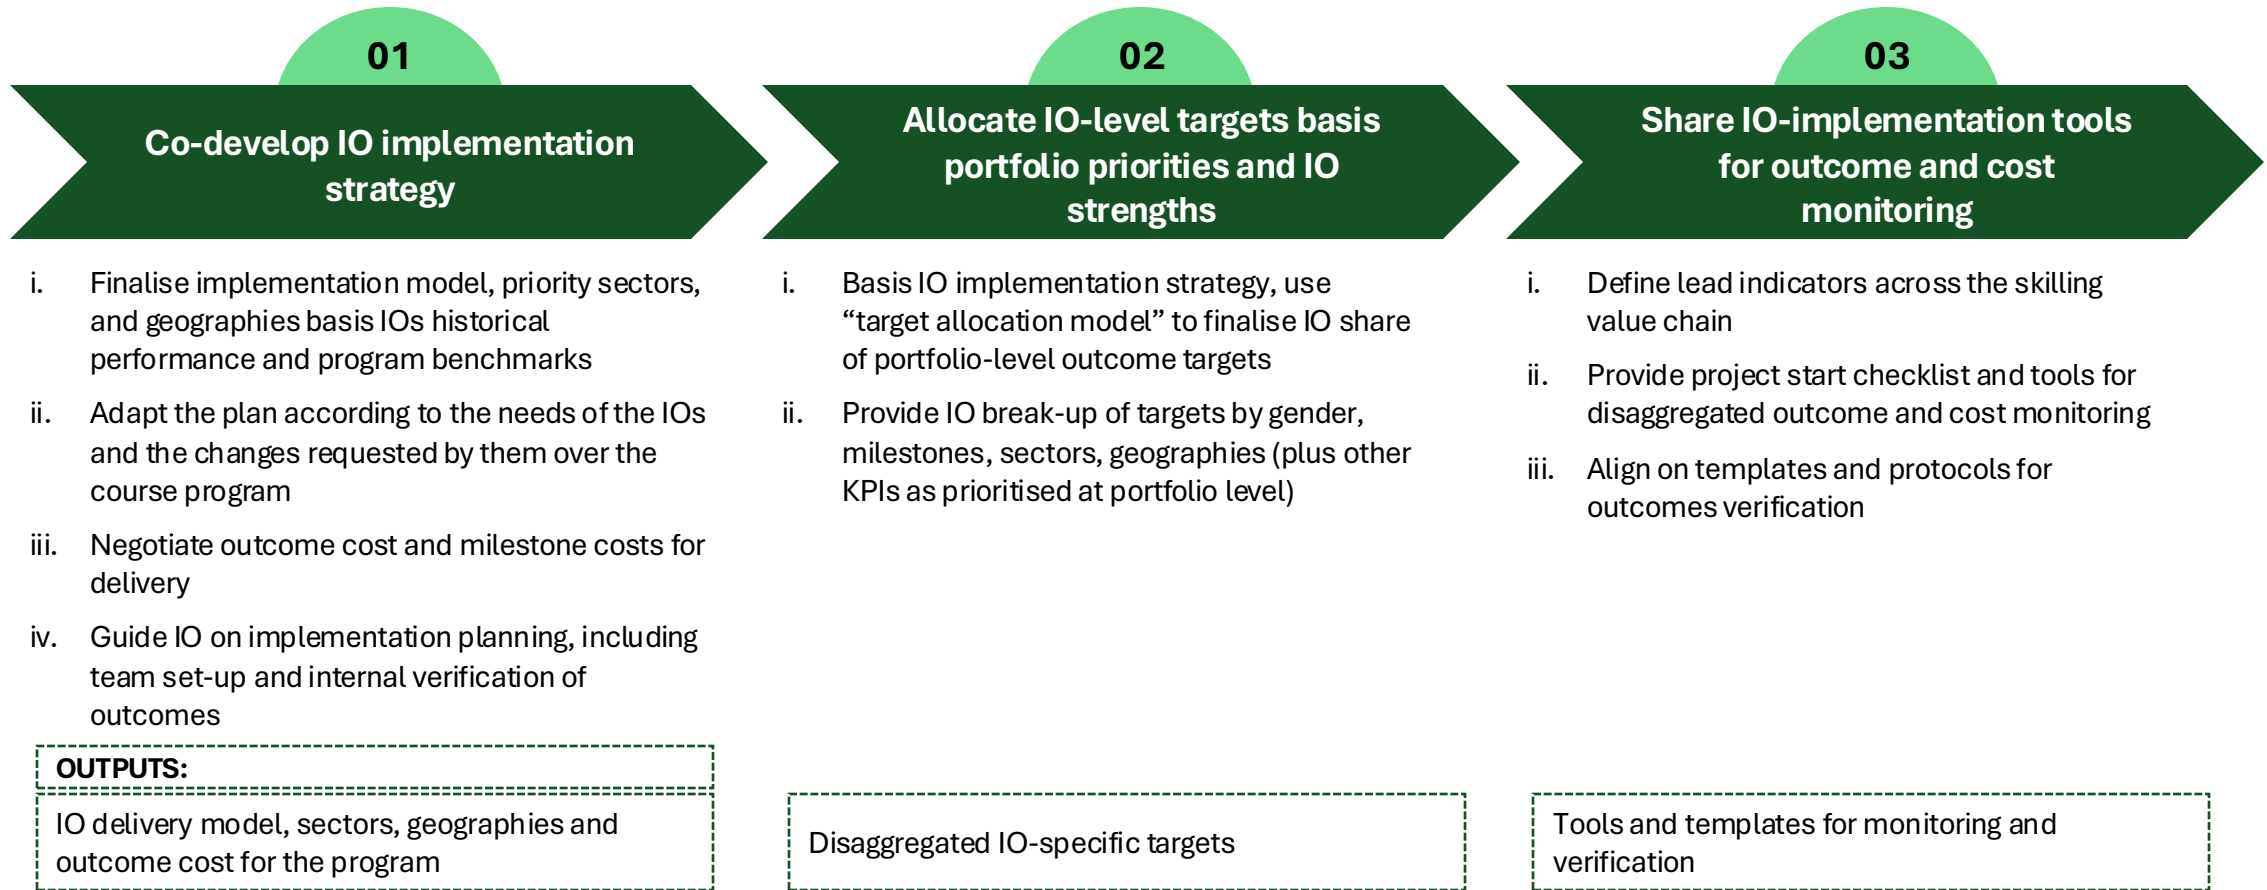 01
Co-develop IO implementation
strategy
i. Finalise implementation model, priority sectors,
and geographies basis IOs historical
performance and program benchmarks
ii. Adapt the plan according to the needs of the IOs
and the changes requested by them over the
course program
iii. Negotiate outcome cost and milestone costs for
delivery
iv. Guide IO on implementation planning, including
team set-up and internal verification of
outcomes
OUTPUTS:
IO delivery model, sectors, geographies and
outcome cost for the program
02
Allocate IO-level targets basis
portfolio priorities and IO
strengths
i. Basis IO implementation strategy, use
“target allocation model” to finalise IO share
of portfolio-level outcome targets
ii. Provide IO break-up of targets by gender,
milestones, sectors, geographies (plus other
KPIs as prioritised at portfolio level)
Disaggregated IO-specific targets
03
Share IO-implementation tools
for outcome and cost
monitoring
i. Define lead indicators across the skilling
value chain
ii. Provide project start checklist and tools for
disaggregated outcome and cost monitoring
iii. Align on templates and protocols for
outcomes verification
Tools and templates for monitoring and
verification